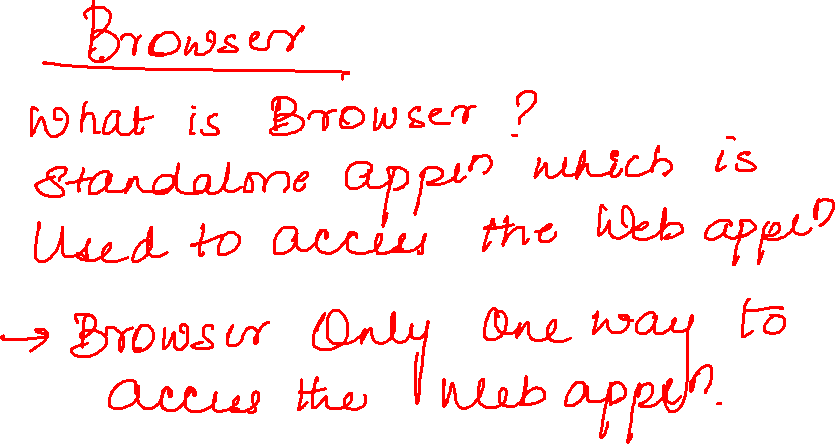 Browser
What is Browser ?
Standalone appln which is
Used to access the Web appln
→ Browser Only One way to
access the Web appln.